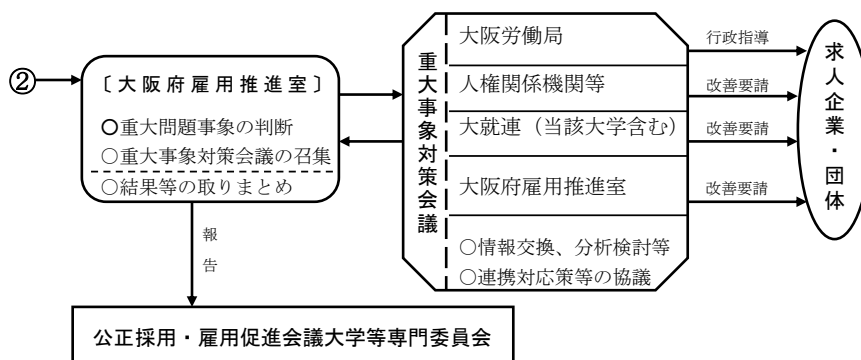 ②
〔大阪府雇用推進室〕
○重大問題事象の判断
○重大事象対策会議の召集
○結果等の取りまとめ
報告
公正採用・雇用促進会議大学等専門委員会
重大事象対策会議
大阪労働局
人権関係機関等
大就連（当該大学含む）
大阪府雇用推進室
○情報交換、分析検討等
○連携対応策等の協議
行政指導
改善要請
改善要請
改善要請
求人企業・団体